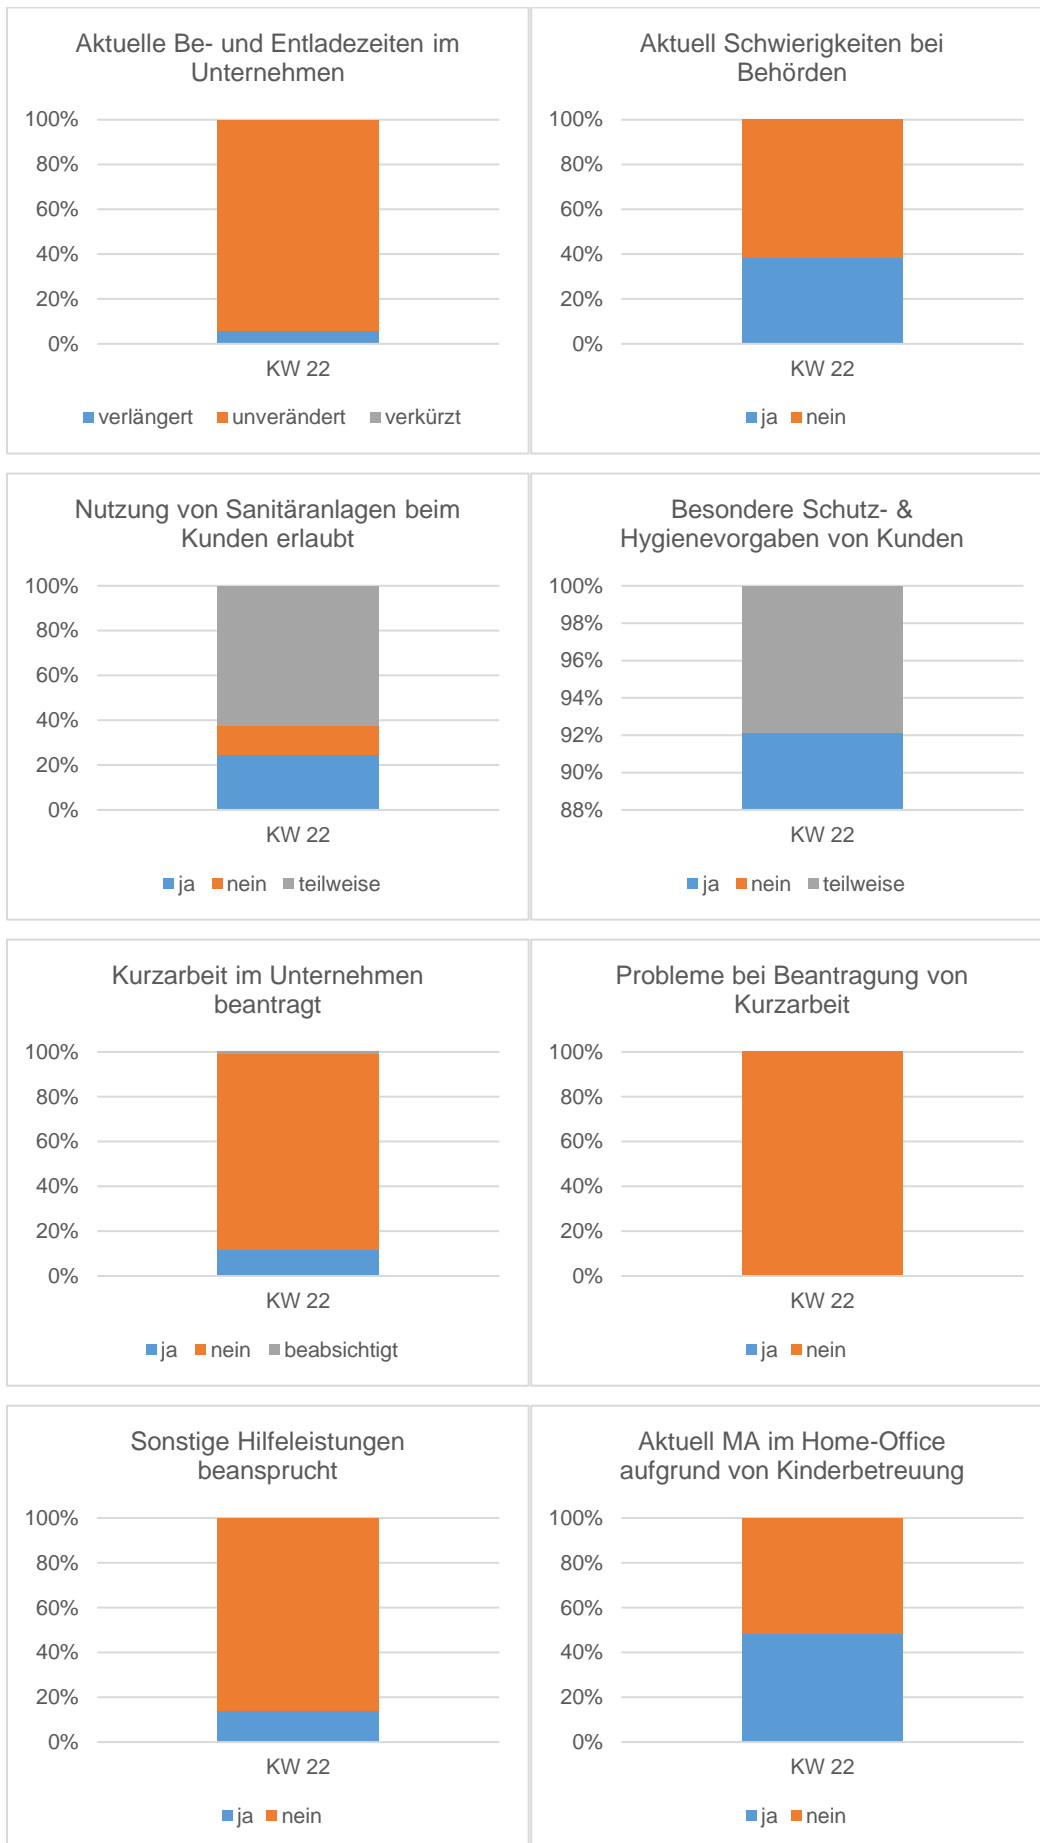 Aktuelle Be- und Entladezeiten im
Unternehmen
100%
80%
60%
40%
20%
0%
KW 22
verlängert unverändert verkürzt
Aktuell Schwierigkeiten bei
Behörden
100%
80%
60%
40%
20%
0%
KW 22
ja nein
Nutzung von Sanitäranlagen beim
Kunden erlaubt
100%
80%
60%
40%
20%
0%
KW 22
ja nein teilweise
Besondere Schutz- &
Hygienevorgaben von Kunden
100%
98%
96%
94%
92%
90%
88%
KW 22
ja nein teilweise
Kurzarbeit im Unternehmen
beantragt
100%
80%
60%
40%
20%
0%
KW 22
ja nein beabsichtigt
Probleme bei Beantragung von
Kurzarbeit
100%
80%
60%
40%
20%
0%
KW 22
ja nein
Sonstige Hilfeleistungen
beansprucht
100%
80%
60%
40%
20%
0%
KW 22
ja nein
Aktuell MA im Home-Office
aufgrund von Kinderbetreuung
100%
80%
60%
40%
20%
0%
KW 22
ja nein